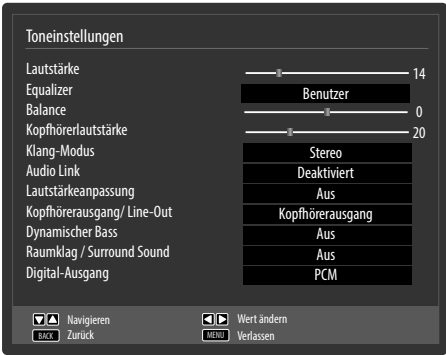 Toneinstellungen
Lautstärke 14
Equalizer Benutzer
Balance 0
Kopfhörerlautstärke 20
Klang-Modus Stereo
Audio Link Deaktiviert
Lautstärkeanpassung Aus
Kopfhörerausgang/ Line-Out Kopfhörerausgang
Dynamischer Bass Aus
Raumklag / Surround Sound Aus
Digital-Ausgang PCM
Navigieren Wert ändern
BACK Zurück MENU Verlassen